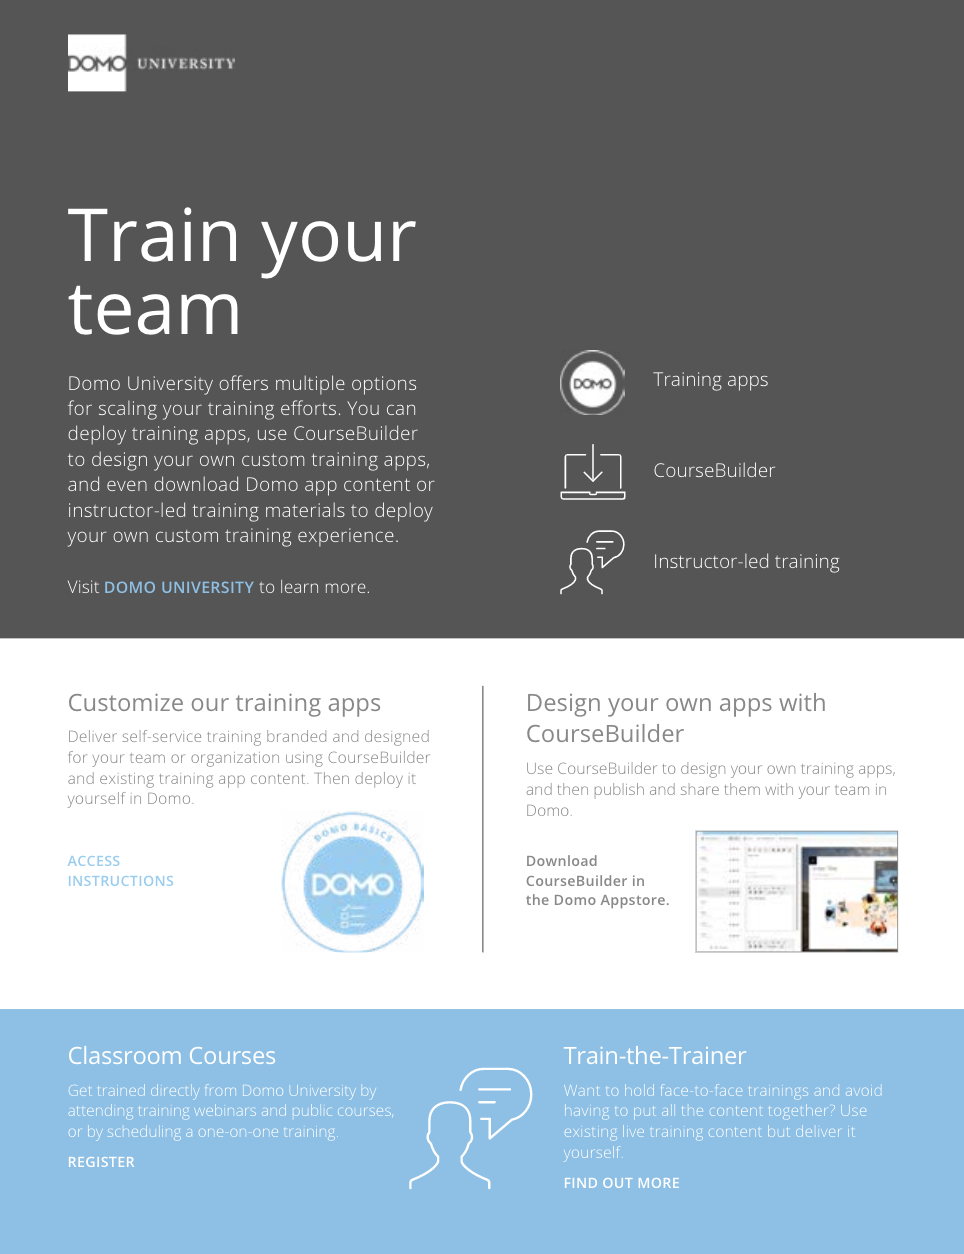 DOMO UNIVERSITY
Train your
team
Domo University offers multiple options
for scaling your training efforts. You can
deploy training apps, use CourseBuilder
to design your own custom training apps,
and even download Domo app content or
instructor-led training materials to deploy
your own custom training experience.
Visit DOMO UNIVERSITY to learn more.
DOMO
Training apps
CourseBuilder
Instructor-led training
Customize our training apps
Deliver self-service training branded and designed
for your team or organization using CourseBuilder
and existing training app content. Then deploy it
yourself in Domo.
ACCESS
INSTRUCTIONS
DOMO BASICS
DOMO
Design your own apps with
CourseBuilder
Use CourseBuilder to design your own training apps,
and then publish and share them with your team in
Domo.
Download
CourseBuilder in
the Domo Appstore.
Classroom Courses
Get trained directly from Domo University by
attending training webinars and public courses,
or by scheduling a one-on-one training.
REGISTER
Train-the-Trainer
Want to hold face-to-face trainings and avoid
having to put all the content together? Use
existing live training content but deliver it
yourself.
FIND OUT MORE